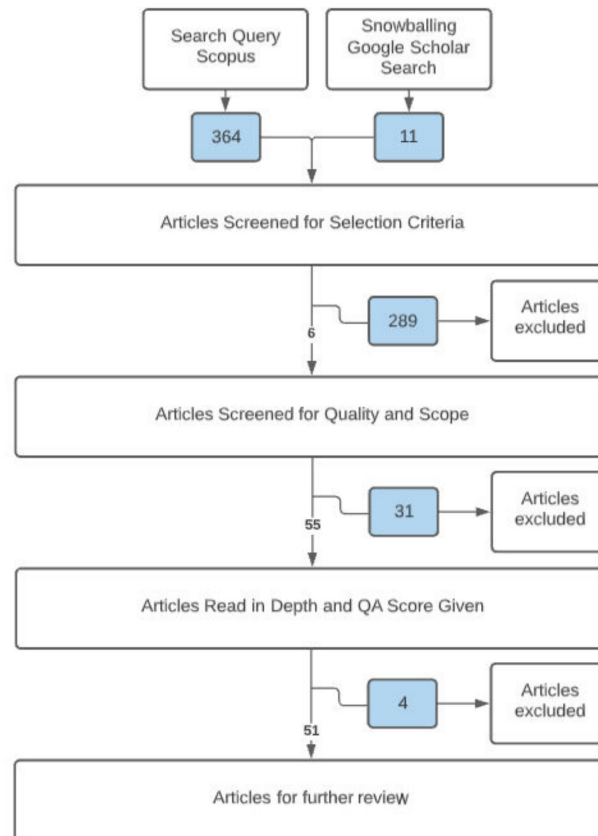 Search Query
Scopus
Snowballing
Google Scholar
Search
364
11
Articles Screened for Selection Criteria
289
Articles
excluded
6
Articles Screened for Quality and Scope
31
Articles
excluded
55
Articles Read in Depth and QA Score Given
4
Articles
excluded
51
Articles for further review